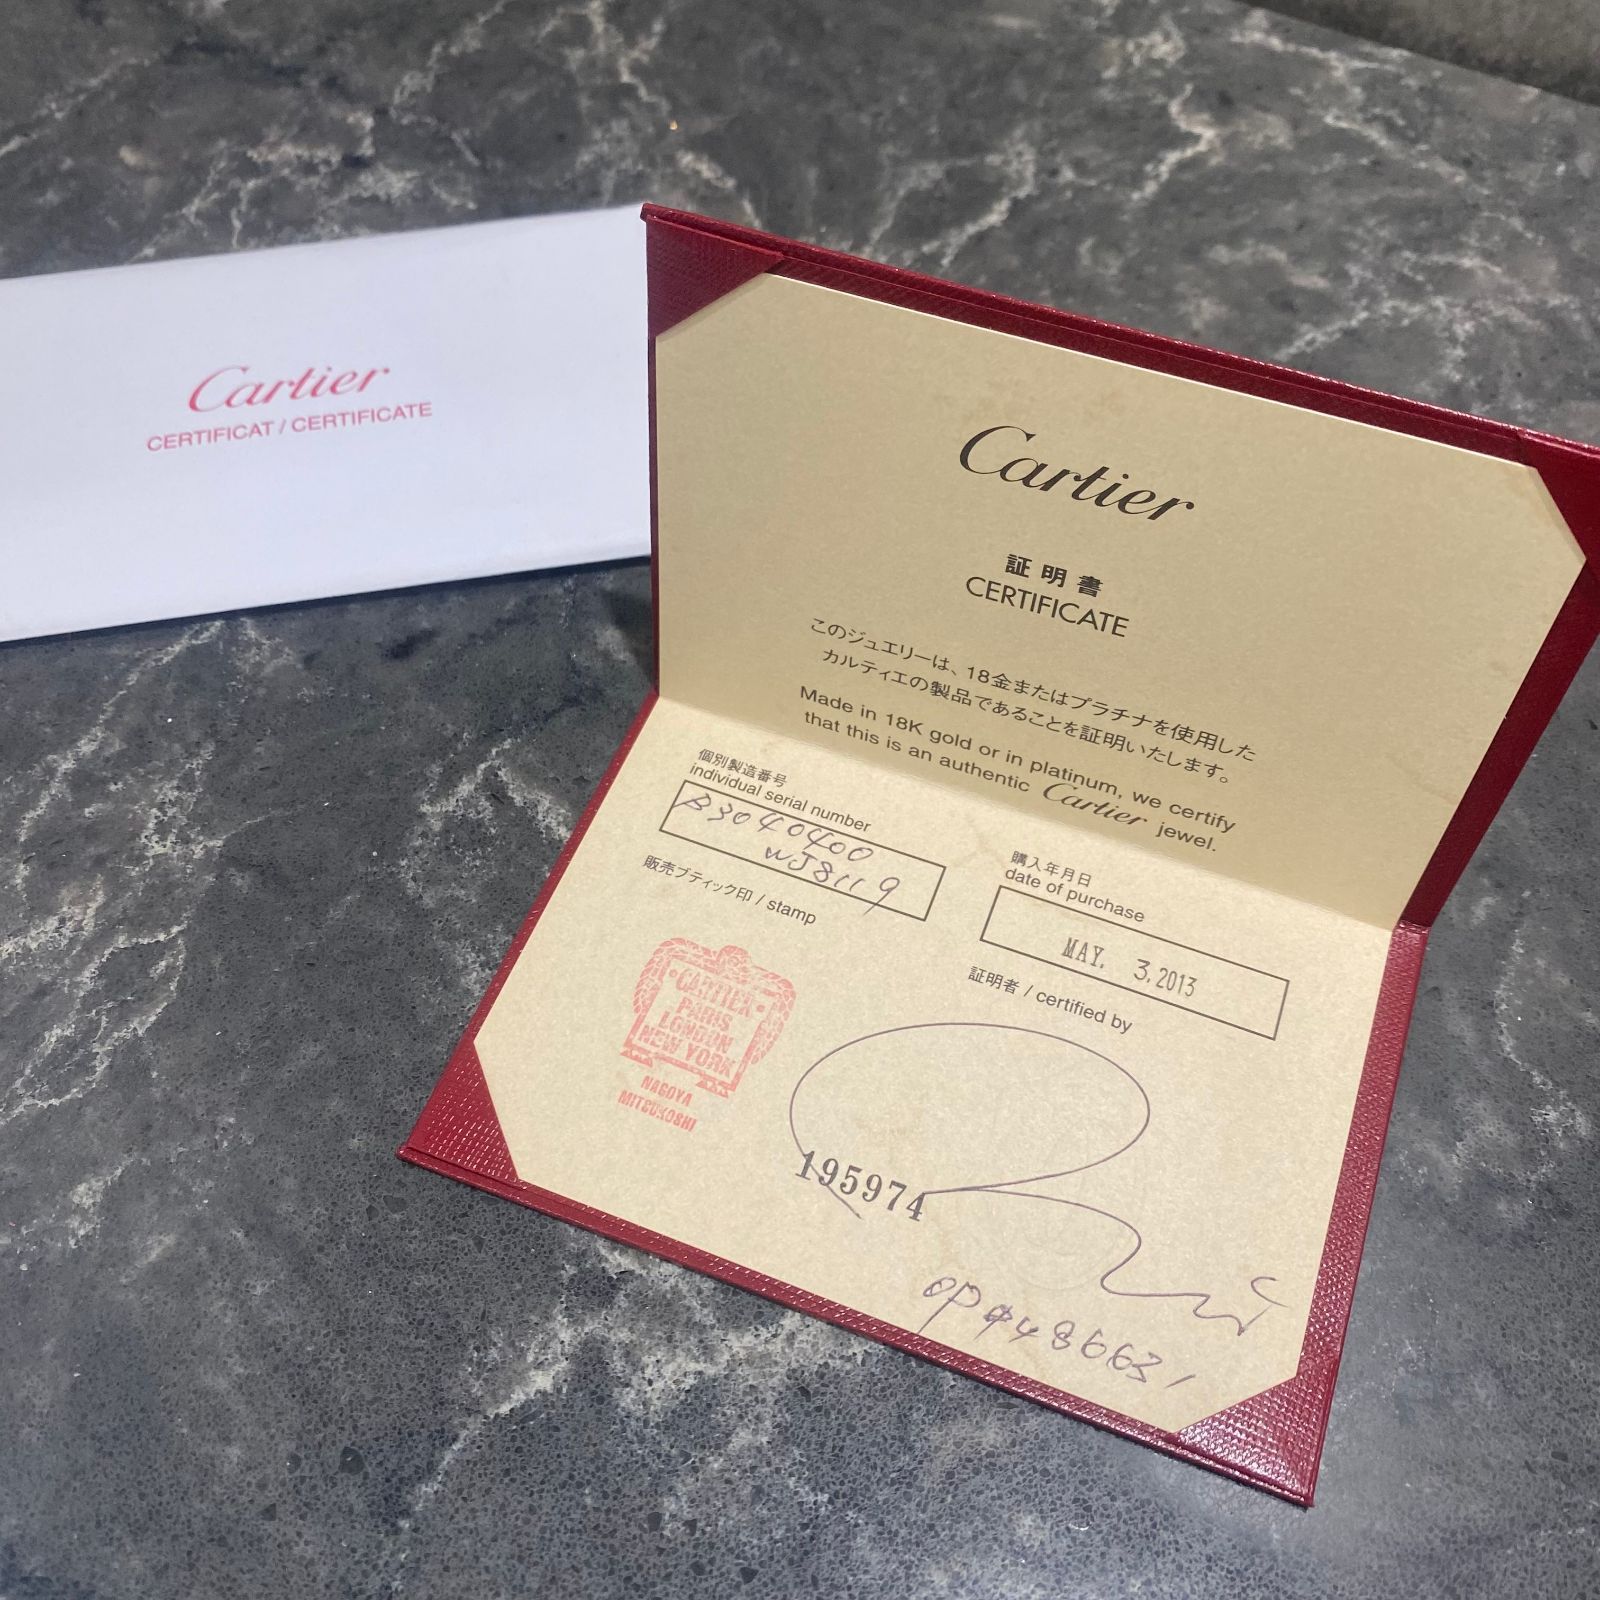 Cartier
CERTIFICAT / CERTIFICATE
Cartier
証明書
CERTIFICATE
このジュエリーは、18金またはプラチナを使用した
カルティエの製品であることを証明いたします。
Made in 18K gold or in platinum, we certify
that this is an authentic Cartier jewel.
個別製造番号
individual serial number
B3040400
WJ8119
購入年月日
date of purchase
MAY. 3.2013
販売ブティック印 / stamp
CARTIER
PARIS
LONDON
NEW YORK
NAGOYA
MITSUKOSHI
証明者 / certified by
195974